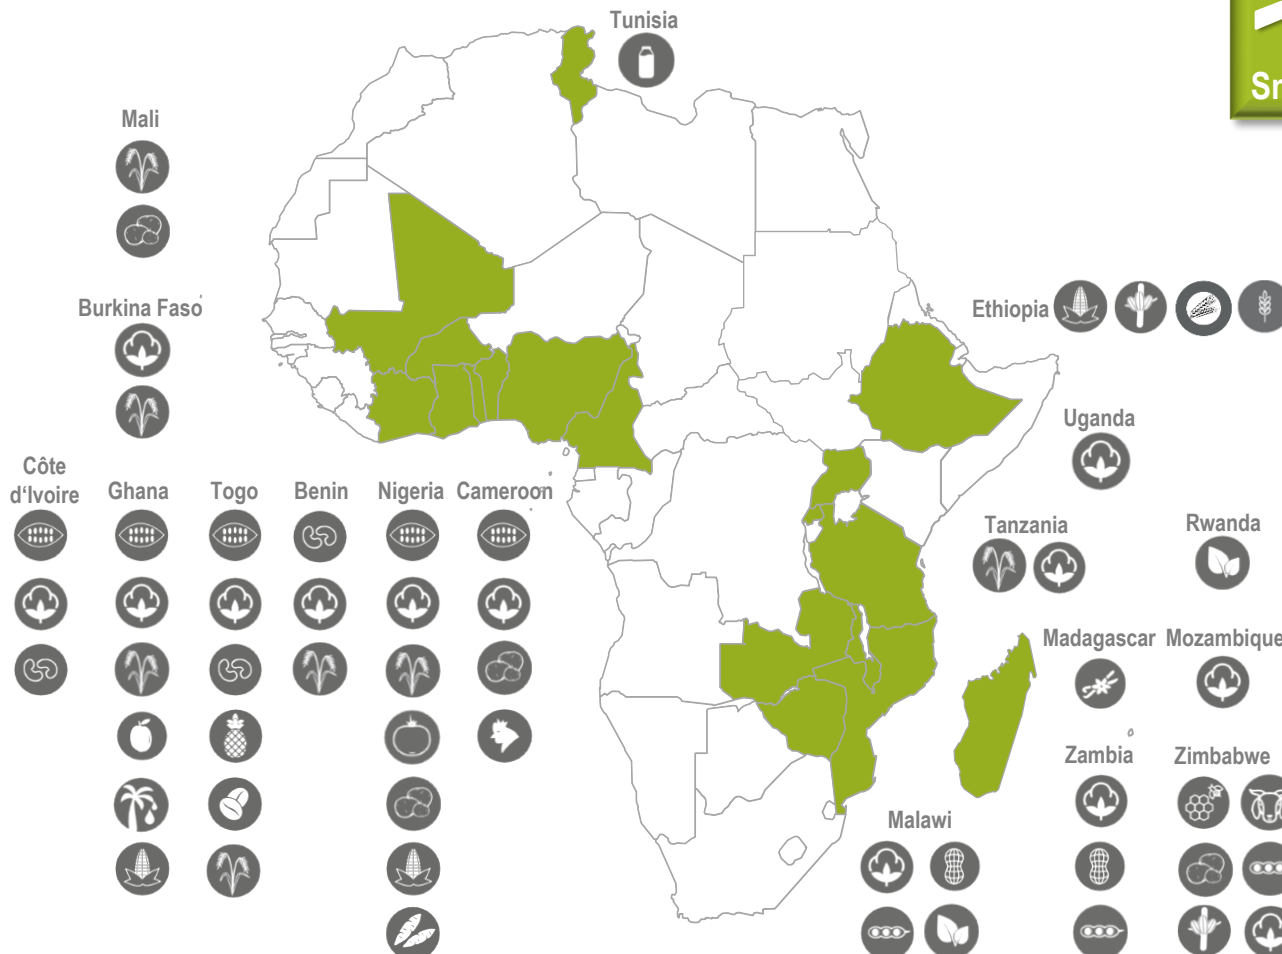 Tunisia
Mali
Burkina Faso
Ethiopia
Uganda
Côte
d'Ivoire
Ghana
Togo
Benin
Nigeria
Cameroon
Tanzania
Rwanda
Madagascar
Mozambique
Zambia
Zimbabwe
Malawi